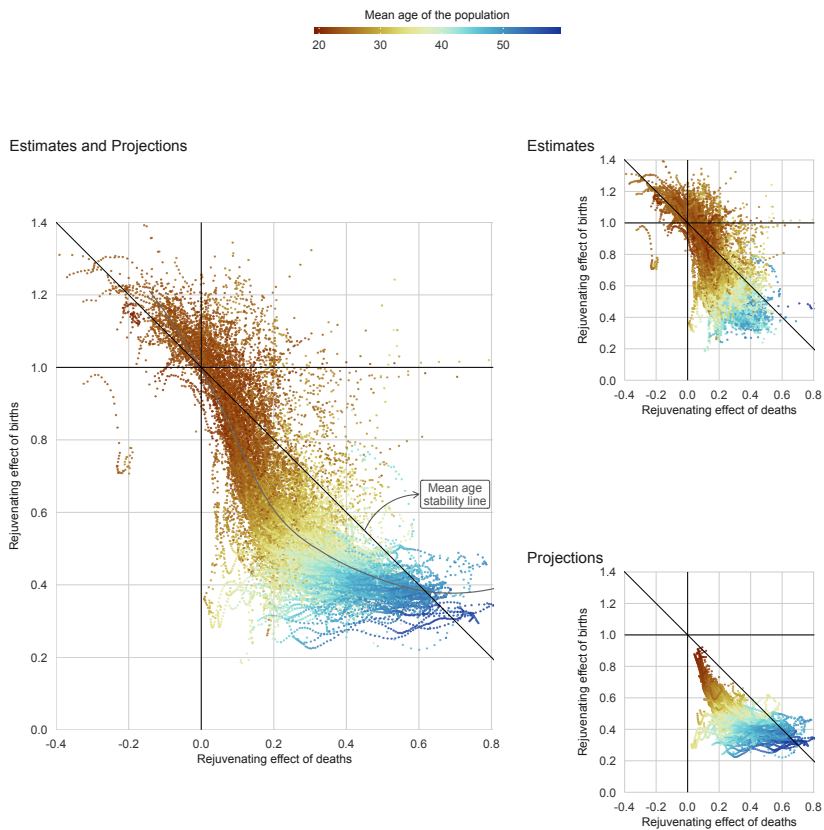 Mean age of the population
20 30 40 50
Estimates and Projections
1.4
1.2
1.0
0.8
0.6
0.4
0.2
0.0
-0.4 -0.2 0.0 0.2 0.4 0.6 0.8
Rejuvenating effect of deaths
Rejuvenating effect of births
Mean age
stability line
Estimates
1.4
1.2
1.0
0.8
0.6
0.4
0.2
0.0
-0.4 -0.2 0.0 0.2 0.4 0.6 0.8
Rejuvenating effect of deaths
Rejuvenating effect of births
Projections
1.4
1.2
1.0
0.8
0.6
0.4
0.2
0.0
-0.4 -0.2 0.0 0.2 0.4 0.6 0.8
Rejuvenating effect of deaths
Rejuvenating effect of births